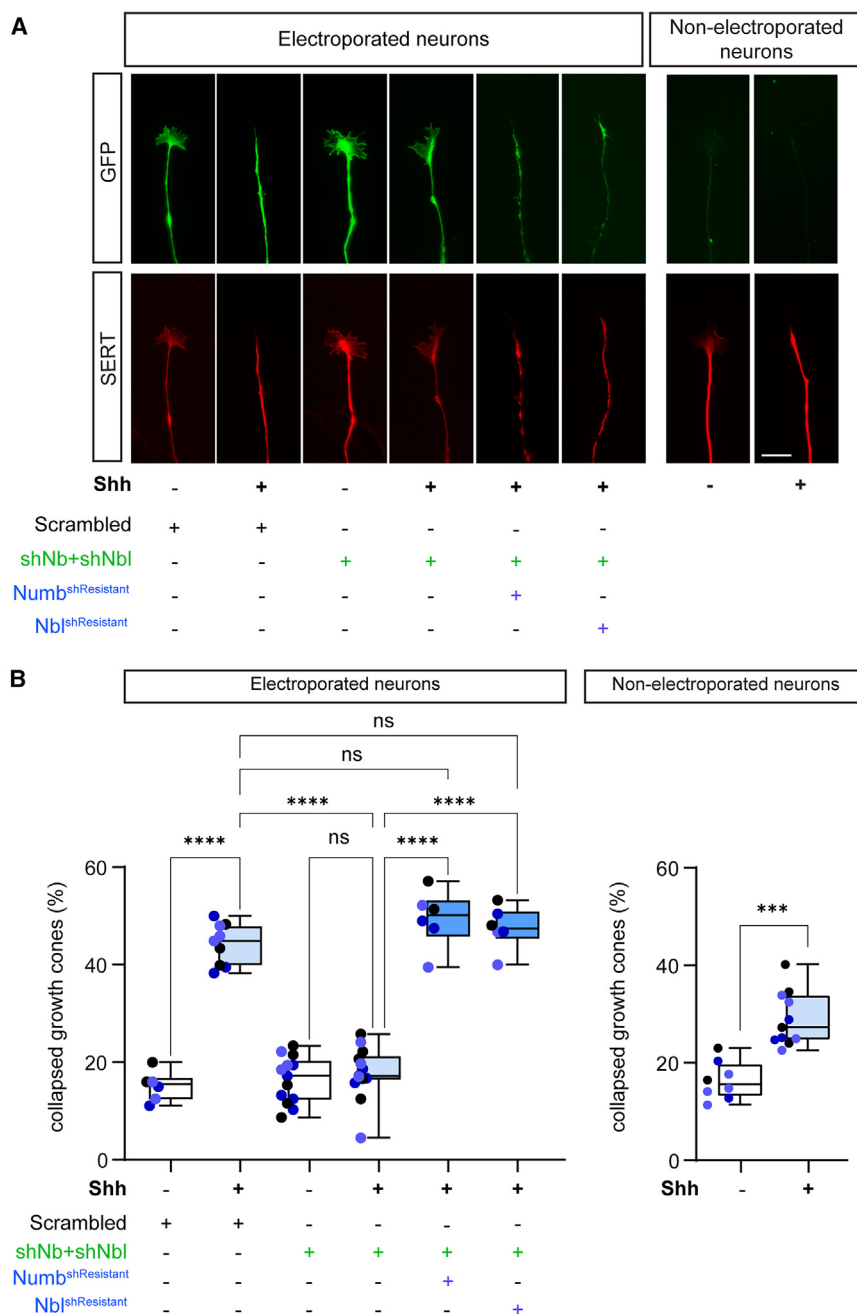 A
Electroporated neurons
Non-electroporated
neurons
GFP
SERT
Shh - + - + + + - +
Scrambled + + - - - -
shNb+shNbl - - + + + +
Numb^shResistant - - - - + -
Nbl^shResistant - - - - - +
B
Electroporated neurons
Non-electroporated neurons
ns
ns
**** ****
ns
**** ****
***
collapsed growth cones (%)
60
40
20
0
collapsed growth cones (%)
60
40
20
0
Shh - + - + + +
Shh - +
Scrambled + + - - - -
shNb+shNbl - - + + + +
Numb^shResistant - - - - + -
Nbl^shResistant - - - - - +